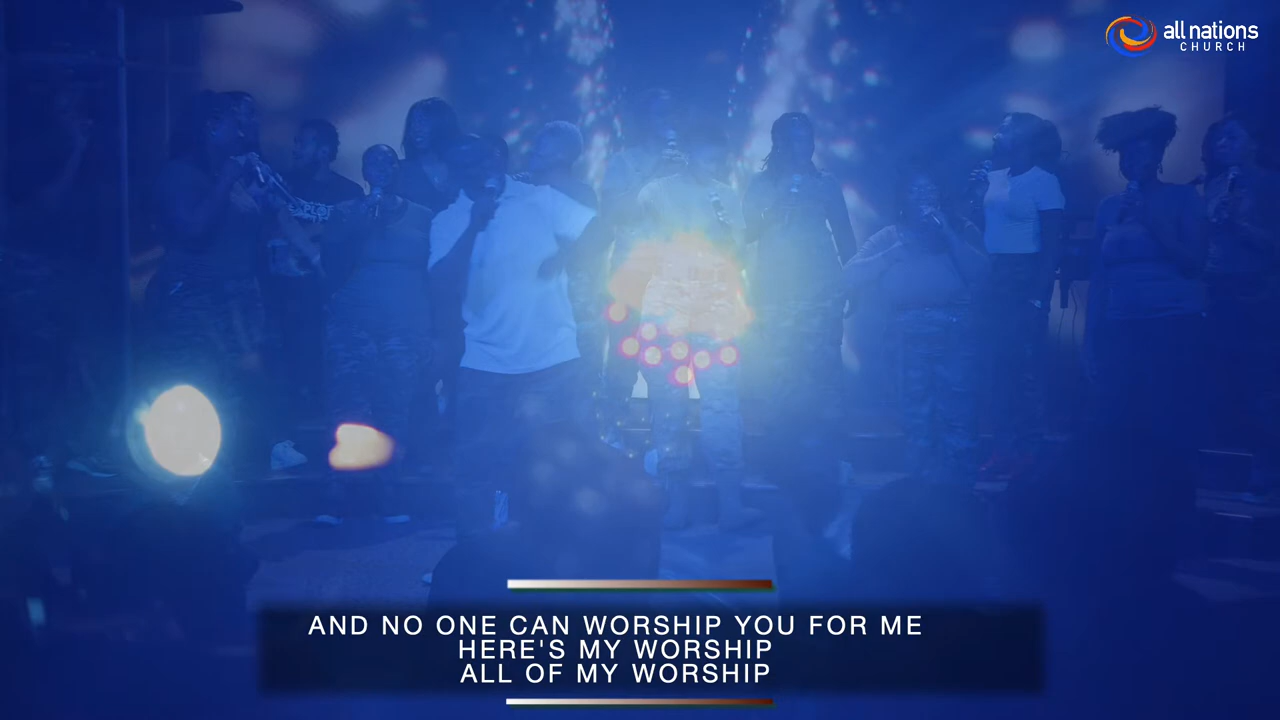 all nations
CHURCH
AND NO ONE CAN WORSHIP YOU FOR ME
HERE'S MY WORSHIP
ALL OF MY WORSHIP